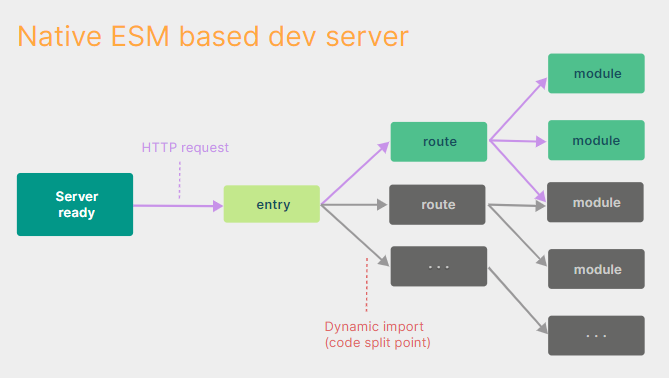 Native ESM based dev server
HTTP request
Server
ready
entry
route
route
· · ·
module
module
module
module
· · ·
Dynamic import
(code split point)